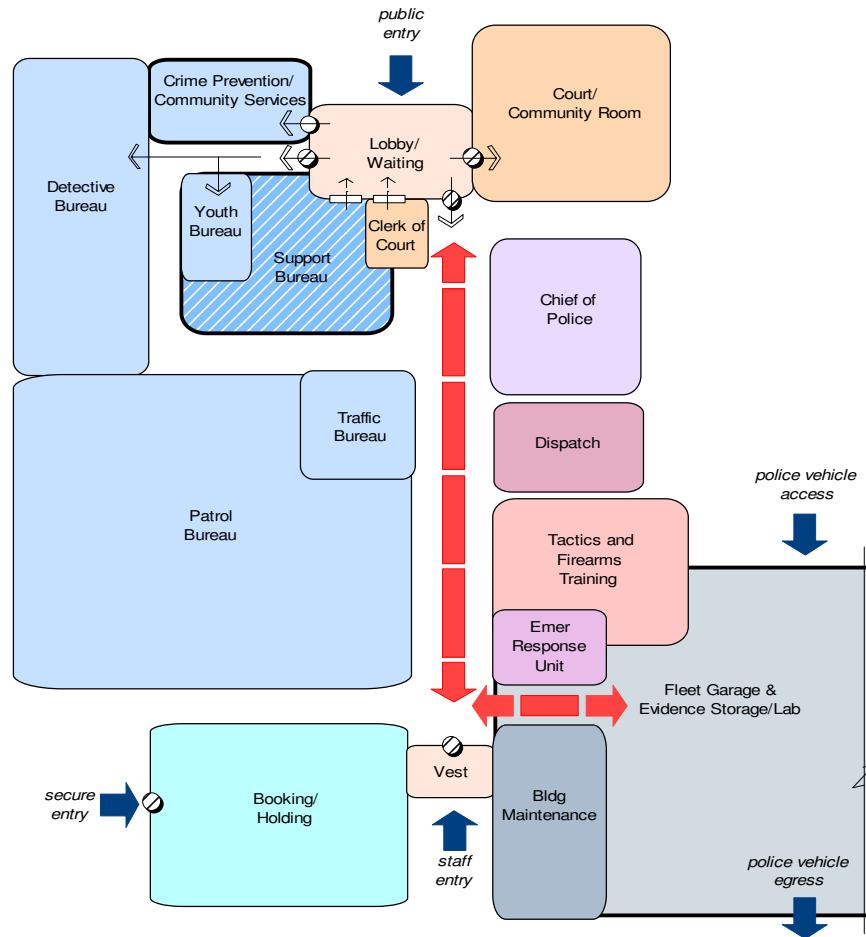 public
entry
Crime Prevention/
Community Services
Court/
Community Room
Lobby/
Waiting
Detective
Bureau
Youth
Bureau
Clerk of
Court
Support
Bureau
Chief of
Police
Traffic
Bureau
Dispatch
police vehicle
access
Patrol
Bureau
Tactics and
Firearms
Training
Emer
Response
Unit
Fleet Garage &
Evidence Storage/Lab
Vest
secure
entry
Booking/
Holding
Bldg
Maintenance
staff
entry
police vehicle
egress